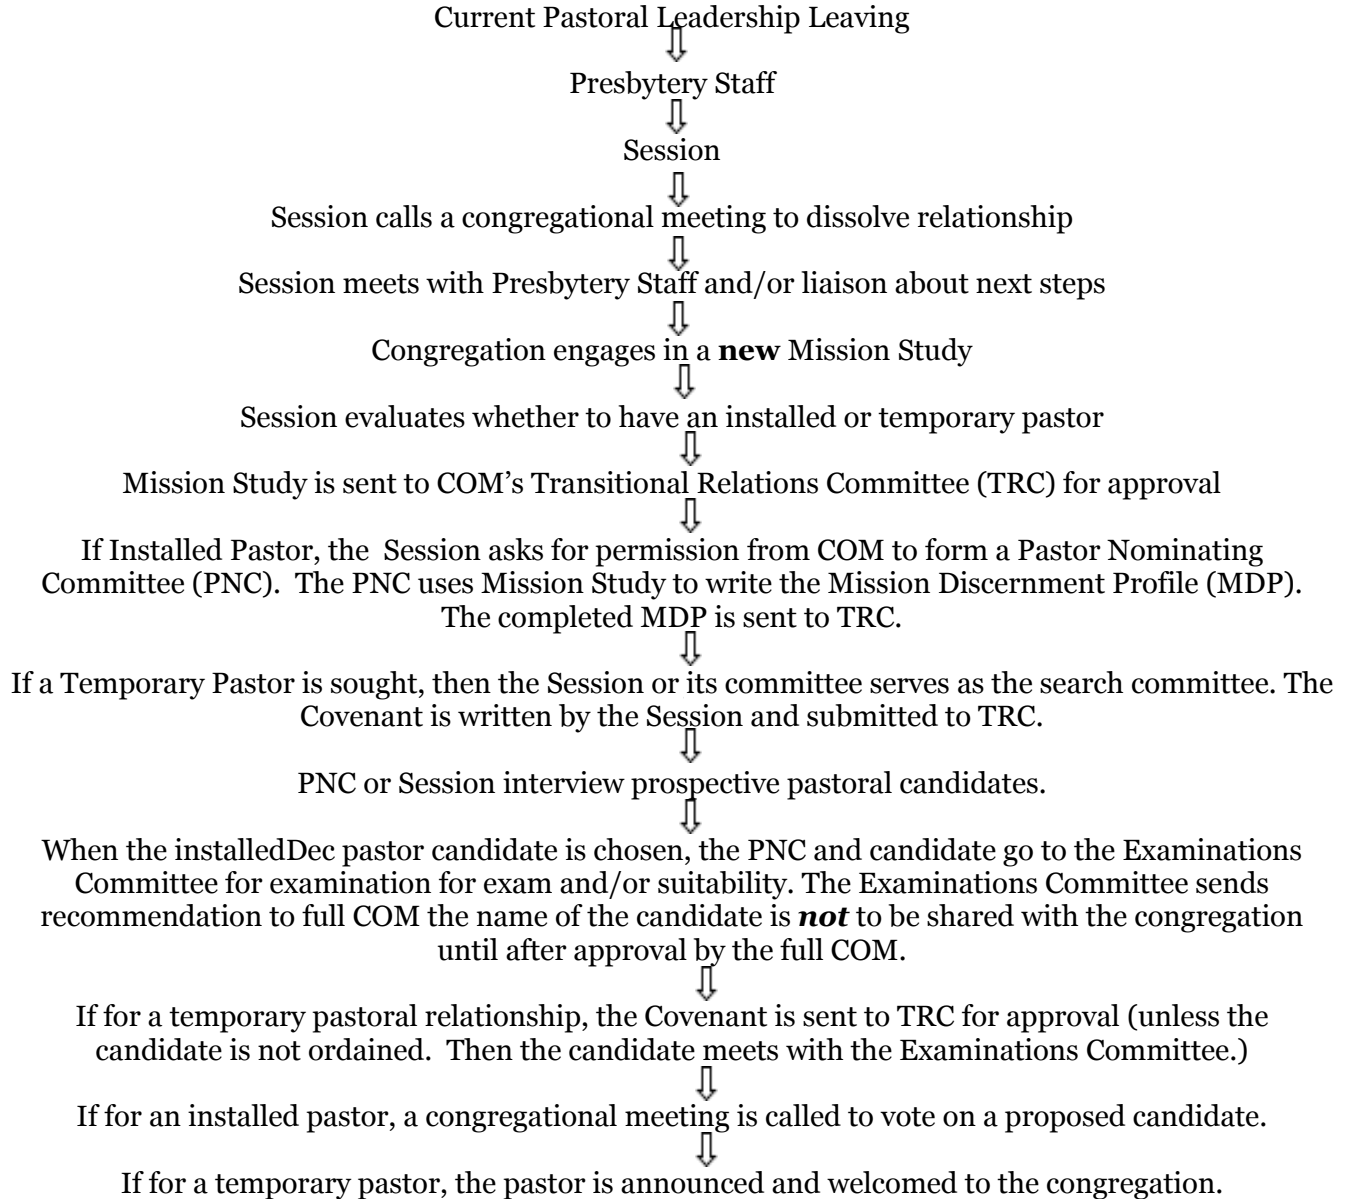 Current Pastoral Leadership Leaving
Presbytery Staff
Session
Session calls a congregational meeting to dissolve relationship
Session meets with Presbytery Staff and/or liaison about next steps
Congregation engages in a new Mission Study
Session evaluates whether to have an installed or temporary pastor
Mission Study is sent to COM’s Transitional Relations Committee (TRC) for approval
If Installed Pastor, the  Session asks for permission from COM to form a Pastor Nominating
Committee (PNC).  The PNC uses Mission Study to write the Mission Discernment Profile (MDP).
The completed MDP is sent to TRC.
If a Temporary Pastor is sought, then the Session or its committee serves as the search committee. The
Covenant is written by the Session and submitted to TRC.
PNC or Session interview prospective pastoral candidates.
When the installedDec pastor candidate is chosen, the PNC and candidate go to the Examinations
Committee for examination for exam and/or suitability. The Examinations Committee sends
recommendation to full COM the name of the candidate is not to be shared with the congregation
until after approval by the full COM.
If for a temporary pastoral relationship, the Covenant is sent to TRC for approval (unless the
candidate is not ordained.  Then the candidate meets with the Examinations Committee.)
If for an installed pastor, a congregational meeting is called to vote on a proposed candidate.
If for a temporary pastor, the pastor is announced and welcomed to the congregation.